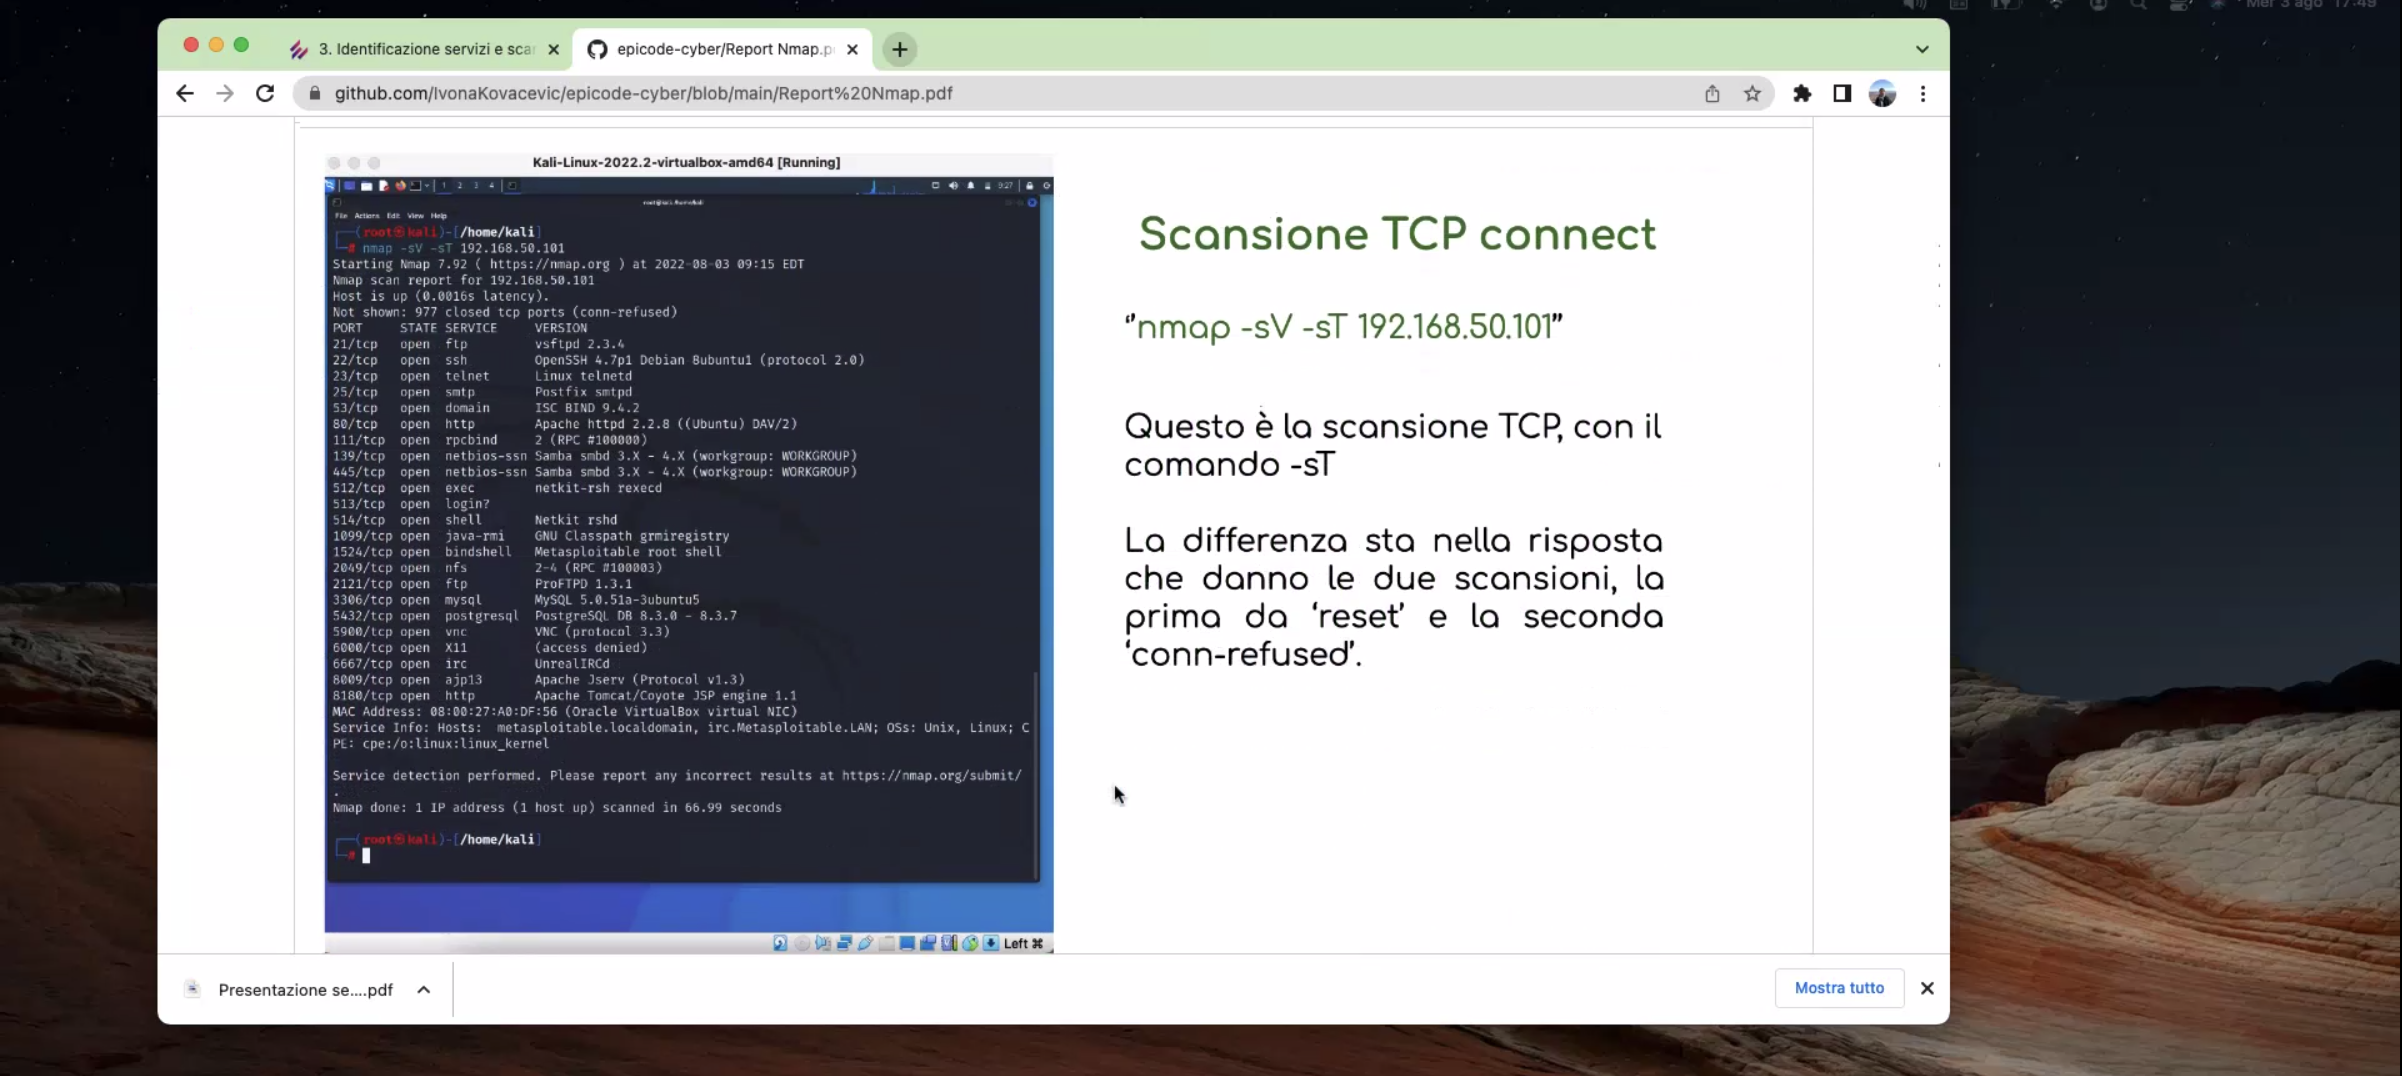 Mer 3 ago 17:49
3. Identificazione servizi e scar
epicode-cyber/Report Nmap.p
github.com/IvonaKovacevic/epicode-cyber/blob/main/Report%20Nmap.pdf
Kali-Linux-2022.2-virtualbox-amd64 [Running]
1 2 3 4
9:27
root@kali: /home/kali
File Actions Edit View Help
(root㉿kali)-[/home/kali]
# nmap -sV -sT 192.168.50.101
Starting Nmap 7.92 ( https://nmap.org ) at 2022-08-03 09:15 EDT
Nmap scan report for 192.168.50.101
Host is up (0.0016s latency).
Not shown: 977 closed tcp ports (conn-refused)
PORT STATE SERVICE VERSION
21/tcp open ftp vsftpd 2.3.4
22/tcp open ssh OpenSSH 4.7p1 Debian 8ubuntu1 (protocol 2.0)
23/tcp open telnet Linux telnetd
25/tcp open smtp Postfix smtpd
53/tcp open domain ISC BIND 9.4.2
80/tcp open http Apache httpd 2.2.8 ((Ubuntu) DAV/2)
111/tcp open rpcbind 2 (RPC #100000)
139/tcp open netbios-ssn Samba smbd 3.X - 4.X (workgroup: WORKGROUP)
445/tcp open netbios-ssn Samba smbd 3.X - 4.X (workgroup: WORKGROUP)
512/tcp open exec netkit-rsh rexecd
513/tcp open login?
514/tcp open shell Netkit rshd
1099/tcp open java-rmi GNU Classpath grmiregistry
1524/tcp open bindshell Metasploitable root shell
2049/tcp open nfs 2-4 (RPC #100003)
2121/tcp open ftp ProFTPD 1.3.1
3306/tcp open mysql MySQL 5.0.51a-3ubuntu5
5432/tcp open postgresql PostgreSQL DB 8.3.0 - 8.3.7
5900/tcp open vnc VNC (protocol 3.3)
6000/tcp open X11 (access denied)
6667/tcp open irc UnrealIRCd
8009/tcp open ajp13 Apache Jserv (Protocol v1.3)
8180/tcp open http Apache Tomcat/Coyote JSP engine 1.1
MAC Address: 08:00:27:A0:DF:56 (Oracle VirtualBox virtual NIC)
Service Info: Hosts: metasploitable.localdomain, irc.Metasploitable.LAN; OSs: Unix, Linux; C
PE: cpe:/o:linux:linux_kernel
Service detection performed. Please report any incorrect results at https://nmap.org/submit/
.
Nmap done: 1 IP address (1 host up) scanned in 66.99 seconds
(root㉿kali)-[/home/kali]
#
Left ⌘
Scansione TCP connect
‘’nmap -sV -sT 192.168.50.101’’
Questo è la scansione TCP, con il
comando -sT
La differenza sta nella risposta
che danno le due scansioni, la
prima da ‘reset’ e la seconda
‘conn-refused’.
Presentazione se....pdf
Mostra tutto